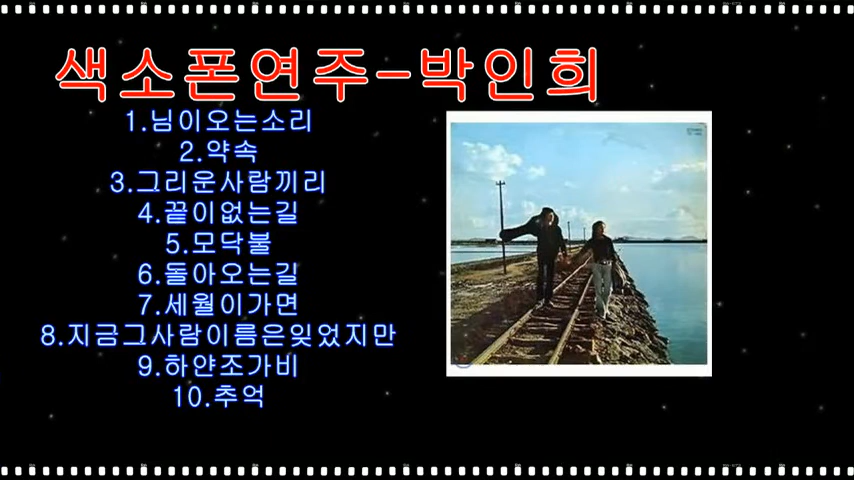 색소폰연주-박인희
1.님이오는소리
2.약속
3.그리운사람끼리
4.끝이없는길
5.모닥불
6.돌아오는길
7.세월이가면
8.지금그사람이름은잊었지만
9.하얀조가비
10.추억